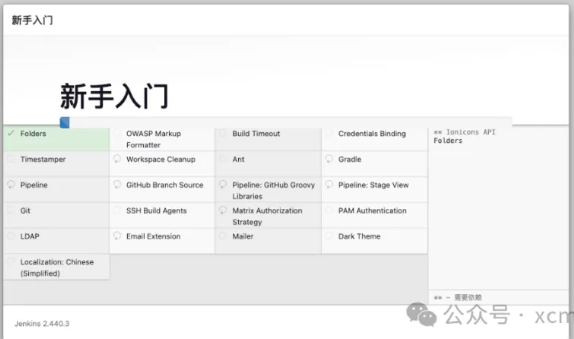 新手入门
新手入门
Folders
OWASP Markup
Formatter
Build Timeout
Credentials Binding
Timestamper
Workspace Cleanup
Ant
Gradle
Pipeline
GitHub Branch Source
Pipeline: GitHub Groovy
Libraries
Pipeline: Stage View
Git
SSH Build Agents
Matrix Authorization
Strategy
PAM Authentication
LDAP
Email Extension
Mailer
Dark Theme
Localization: Chinese
(Simplified)
** Ionicons API
Folders
** - 需要依赖
Jenkins 2.440.3
公众号 · xcm